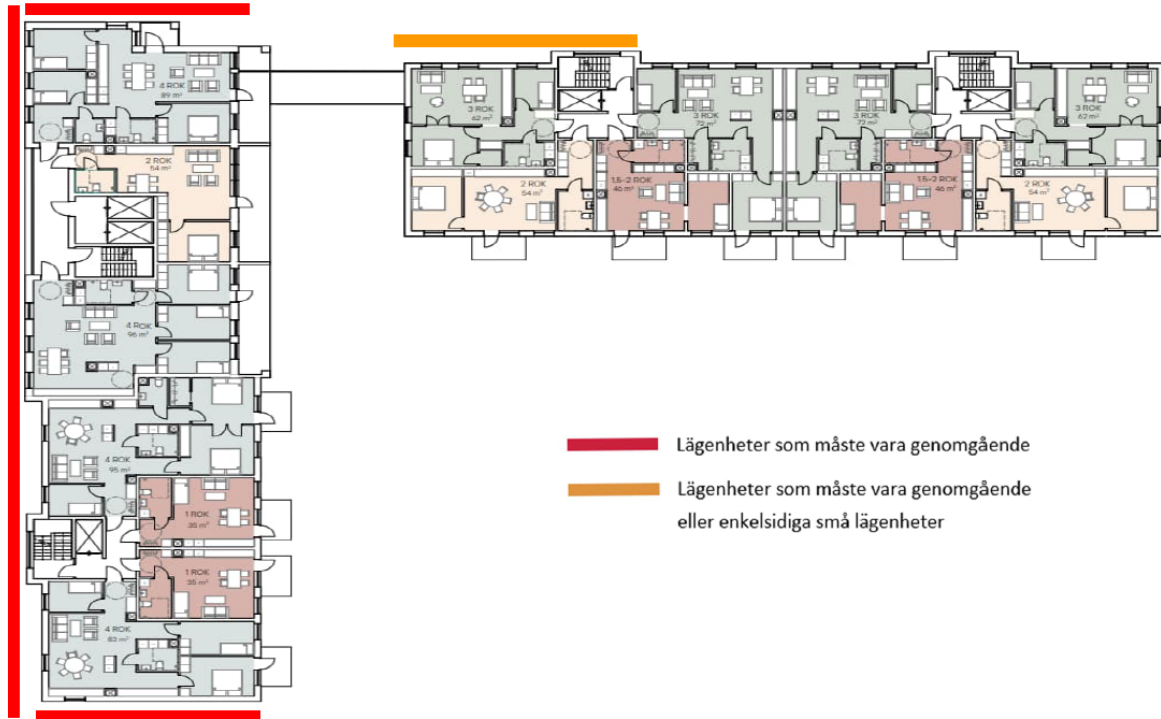 4 ROK
89 m²
2 ROK
54 m²
4 ROK
96 m²
4 ROK
95 m²
1 ROK
35 m²
1 ROK
35 m²
4 ROK
83 m²
3 ROK
62 m²
3 ROK
72 m²
3 ROK
72 m²
3 ROK
62 m²
2 ROK
54 m²
1,5-2 ROK
46 m²
1,5-2 ROK
46 m²
2 ROK
54 m²
Lägenheter som måste vara genomgående
Lägenheter som måste vara genomgående
eller enkelsidiga små lägenheter